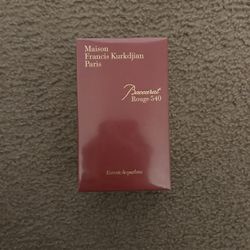 Maison
Francis Kurkdjian
Paris
Baccarat
Rouge 540
Extrait de parfum